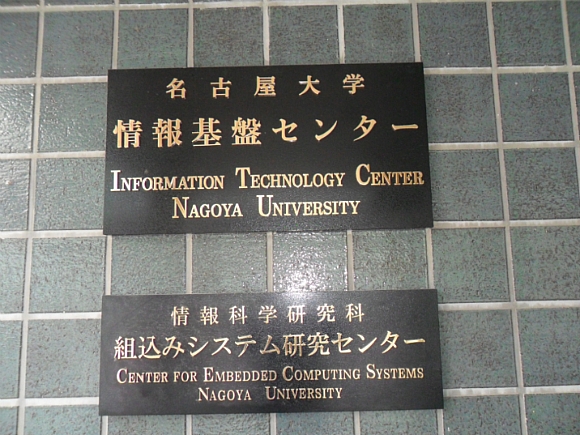 名古屋大学
情報基盤センター
INFORMATION TECHNOLOGY CENTER
NAGOYA UNIVERSITY
情報科学研究科
組込みシステム研究センター
CENTER FOR EMBEDDED COMPUTING SYSTEMS
NAGOYA UNIVERSITY